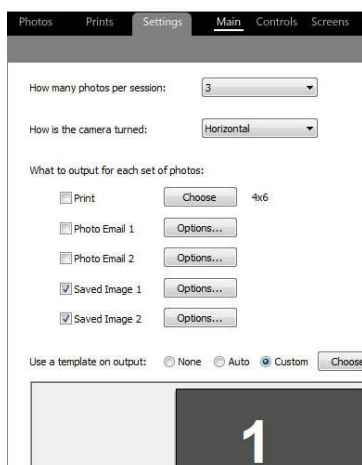 Photos Prints Settings Main Controls Screens
How many photos per session: 3
How is the camera turned: Horizontal
What to output for each set of photos:
Print Choose 4x6
Photo Email 1 Options...
Photo Email 2 Options...
Saved Image 1 Options...
Saved Image 2 Options...
Use a template on output: None Auto Custom Choose
1